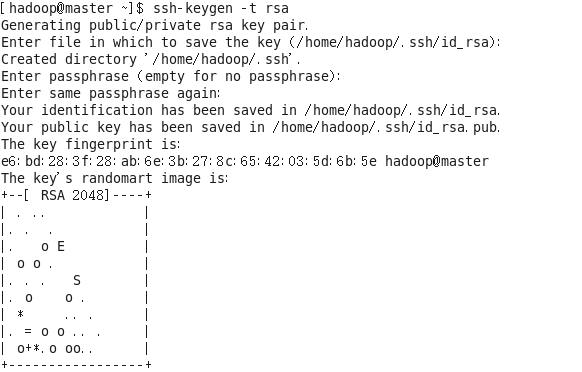 [hadoop@master ~]$ ssh-keygen -t rsa
Generating public/private rsa key pair.
Enter file in which to save the key (/home/hadoop/.ssh/id_rsa):
Created directory '/home/hadoop/.ssh'.
Enter passphrase (empty for no passphrase):
Enter same passphrase again:
Your identification has been saved in /home/hadoop/.ssh/id_rsa.
Your public key has been saved in /home/hadoop/.ssh/id_rsa.pub.
The key fingerprint is:
e6:bd:28:3f:28:ab:6e:3b:27:8c:65:42:03:5d:6b:5e hadoop@master
The key's randomart image is:
+--[ RSA 2048]----+
| . ..            |
|. .  .           |
|.    o E         |
| o o .           |
|. . .    S       |
|. o    o .       |
| *     .. .      |
|. = o o .. .     |
| o+*.o oo..      |
+-----------------+